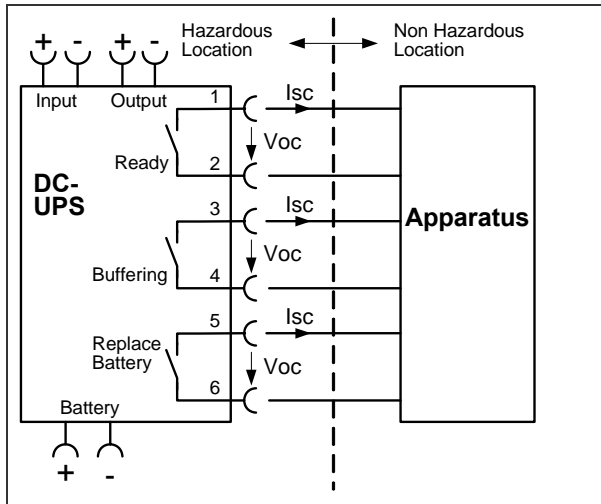 Hazardous
Location
Non Hazardous
Location
+ - + -
Input Output
1 Isc
Voc
Ready 2
DC-
UPS
3 Isc
Apparatus
Voc
Buffering 4
5 Isc
Replace
Battery
Voc
6
Battery
+ -